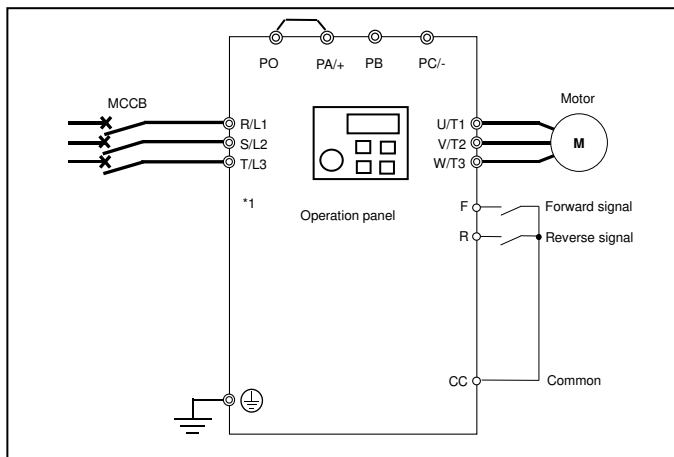 PO PA/+ PB PC/-
MCCB
Motor
R/L1
S/L2
T/L3
U/T1
V/T2
W/T3
M
*1
Operation panel
F
Forward signal
R
Reverse signal
CC
Common